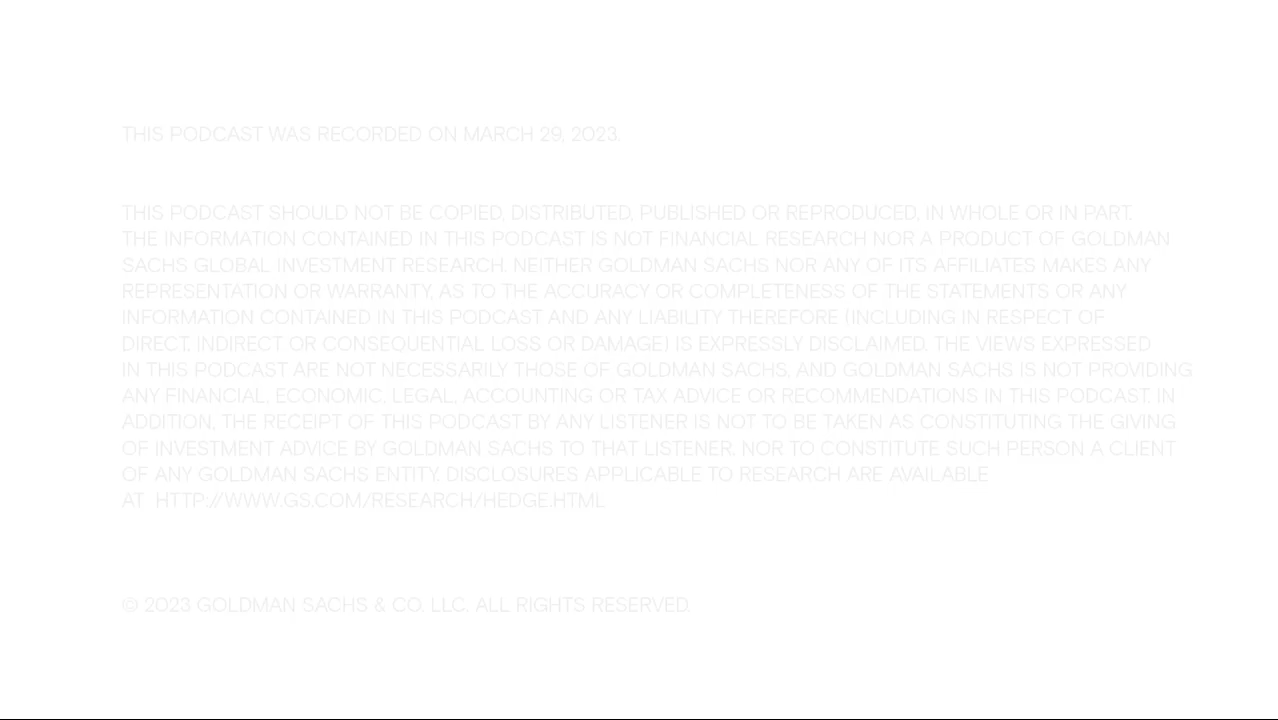 THIS PODCAST WAS RECORDED ON MARCH 29, 2023.
THIS PODCAST SHOULD NOT BE COPIED, DISTRIBUTED, PUBLISHED OR REPRODUCED, IN WHOLE OR IN PART.
THE INFORMATION CONTAINED IN THIS PODCAST IS NOT FINANCIAL RESEARCH NOR A PRODUCT OF GOLDMAN
SACHS GLOBAL INVESTMENT RESEARCH. NEITHER GOLDMAN SACHS NOR ANY OF ITS AFFILIATES MAKES ANY
REPRESENTATION OR WARRANTY, AS TO THE ACCURACY OR COMPLETENESS OF THE STATEMENTS OR ANY
INFORMATION CONTAINED IN THIS PODCAST AND ANY LIABILITY THEREFORE (INCLUDING IN RESPECT OF
DIRECT, INDIRECT OR CONSEQUENTIAL LOSS OR DAMAGE) IS EXPRESSLY DISCLAIMED. THE VIEWS EXPRESSED
IN THIS PODCAST ARE NOT NECESSARILY THOSE OF GOLDMAN SACHS, AND GOLDMAN SACHS IS NOT PROVIDING
ANY FINANCIAL, ECONOMIC, LEGAL, ACCOUNTING OR TAX ADVICE OR RECOMMENDATIONS IN THIS PODCAST. IN
ADDITION, THE RECEIPT OF THIS PODCAST BY ANY LISTENER IS NOT TO BE TAKEN AS CONSTITUTING THE GIVING
OF INVESTMENT ADVICE BY GOLDMAN SACHS TO THAT LISTENER, NOR TO CONSTITUTE SUCH PERSON A CLIENT
OF ANY GOLDMAN SACHS ENTITY. DISCLOSURES APPLICABLE TO RESEARCH ARE AVAILABLE
AT HTTP://WWW.GS.COM/RESEARCH/HEDGE.HTML
© 2023 GOLDMAN SACHS & CO. LLC. ALL RIGHTS RESERVED.